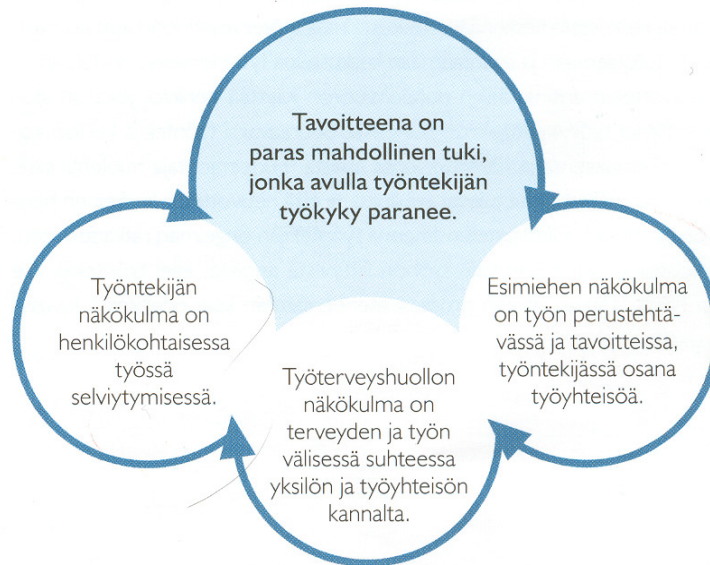 Tavoitteena on
paras mahdollinen tuki,
jonka avulla työntekijän
työkyky paranee.
Työntekijän
näkökulma on
henkilökohtaisessa
työssä
selviytymisessä.
Työterveyshuollon
näkökulma on
terveyden ja työn
välisessä suhteessa
yksilön ja työyhteisön
kannalta.
Esimiehen näkökulma
on työn perustehtä-
vässä ja tavoitteissa,
työntekijässä osana
työyhteisöä.